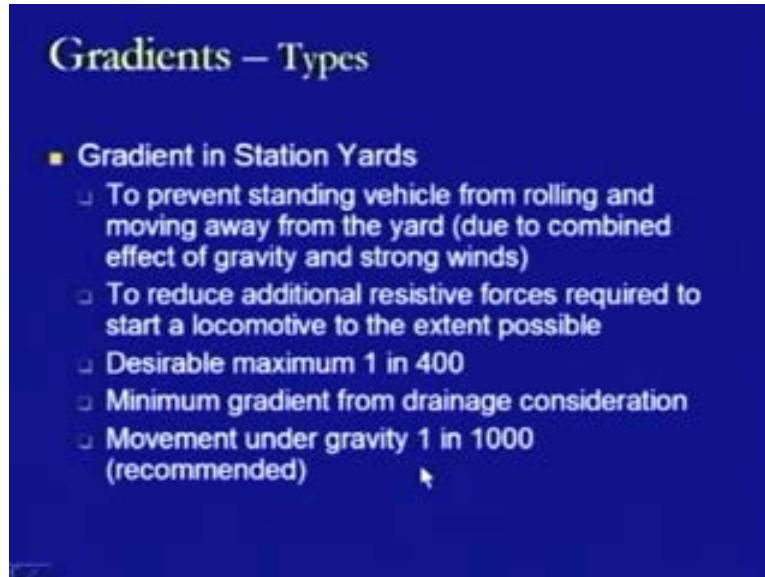 Gradients – Types
Gradient in Station Yards
To prevent standing vehicle from rolling and
moving away from the yard (due to combined
effect of gravity and strong winds)
To reduce additional resistive forces required to
start a locomotive to the extent possible
Desirable maximum 1 in 400
Minimum gradient from drainage consideration
Movement under gravity 1 in 1000
(recommended)